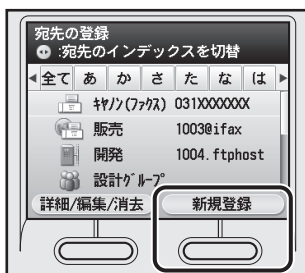 宛先の登録
:宛先のインデックスを切替
全て あ か さ た な は
ｷﾔﾉﾝ(ﾌｧｸｽ) 031XXXXXXX
販売 1003@ifax
開発 1004.ftphost
設計ｸﾞﾙｰﾌﾟ
詳細/編集/消去 新規登録